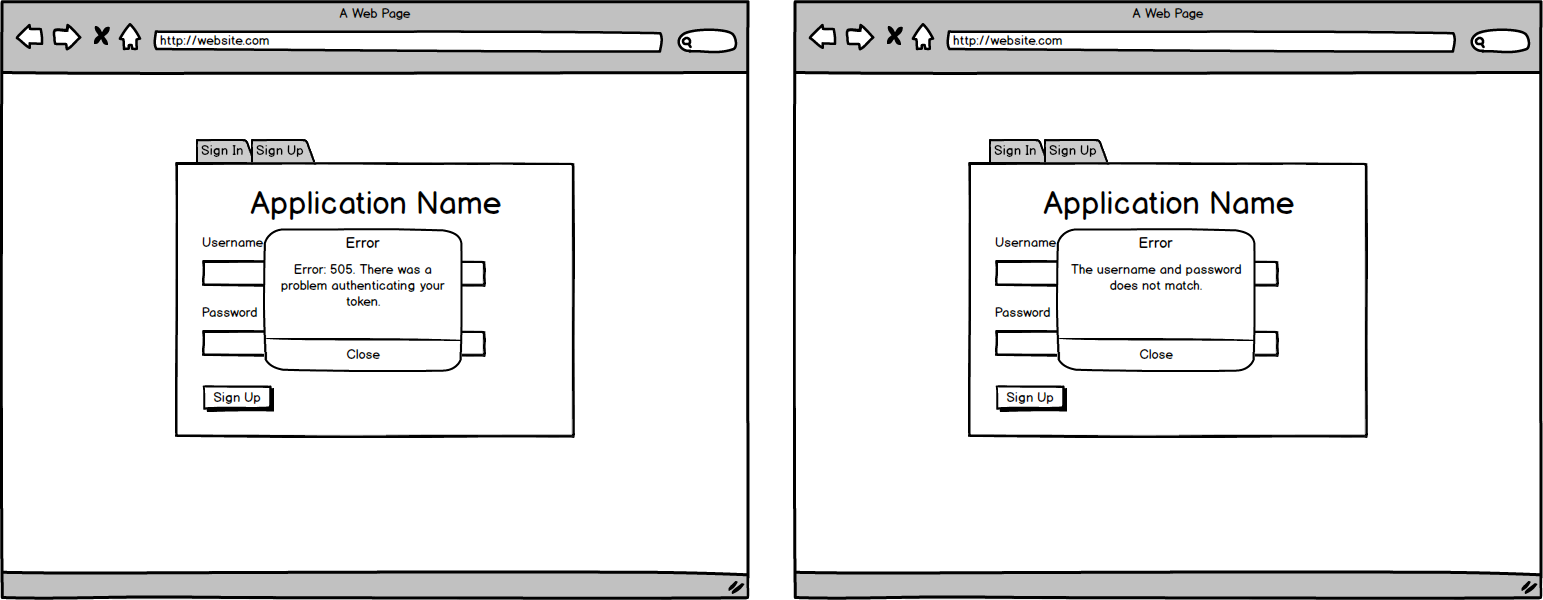 A Web Page
http://website.com
Sign In
Sign Up
Application Name
Username
Error
Error: 505. There was a
problem authenticating your
token.
Password
Close
Sign Up
A Web Page
http://website.com
Sign In
Sign Up
Application Name
Username
Error
The username and password
does not match.
Password
Close
Sign Up